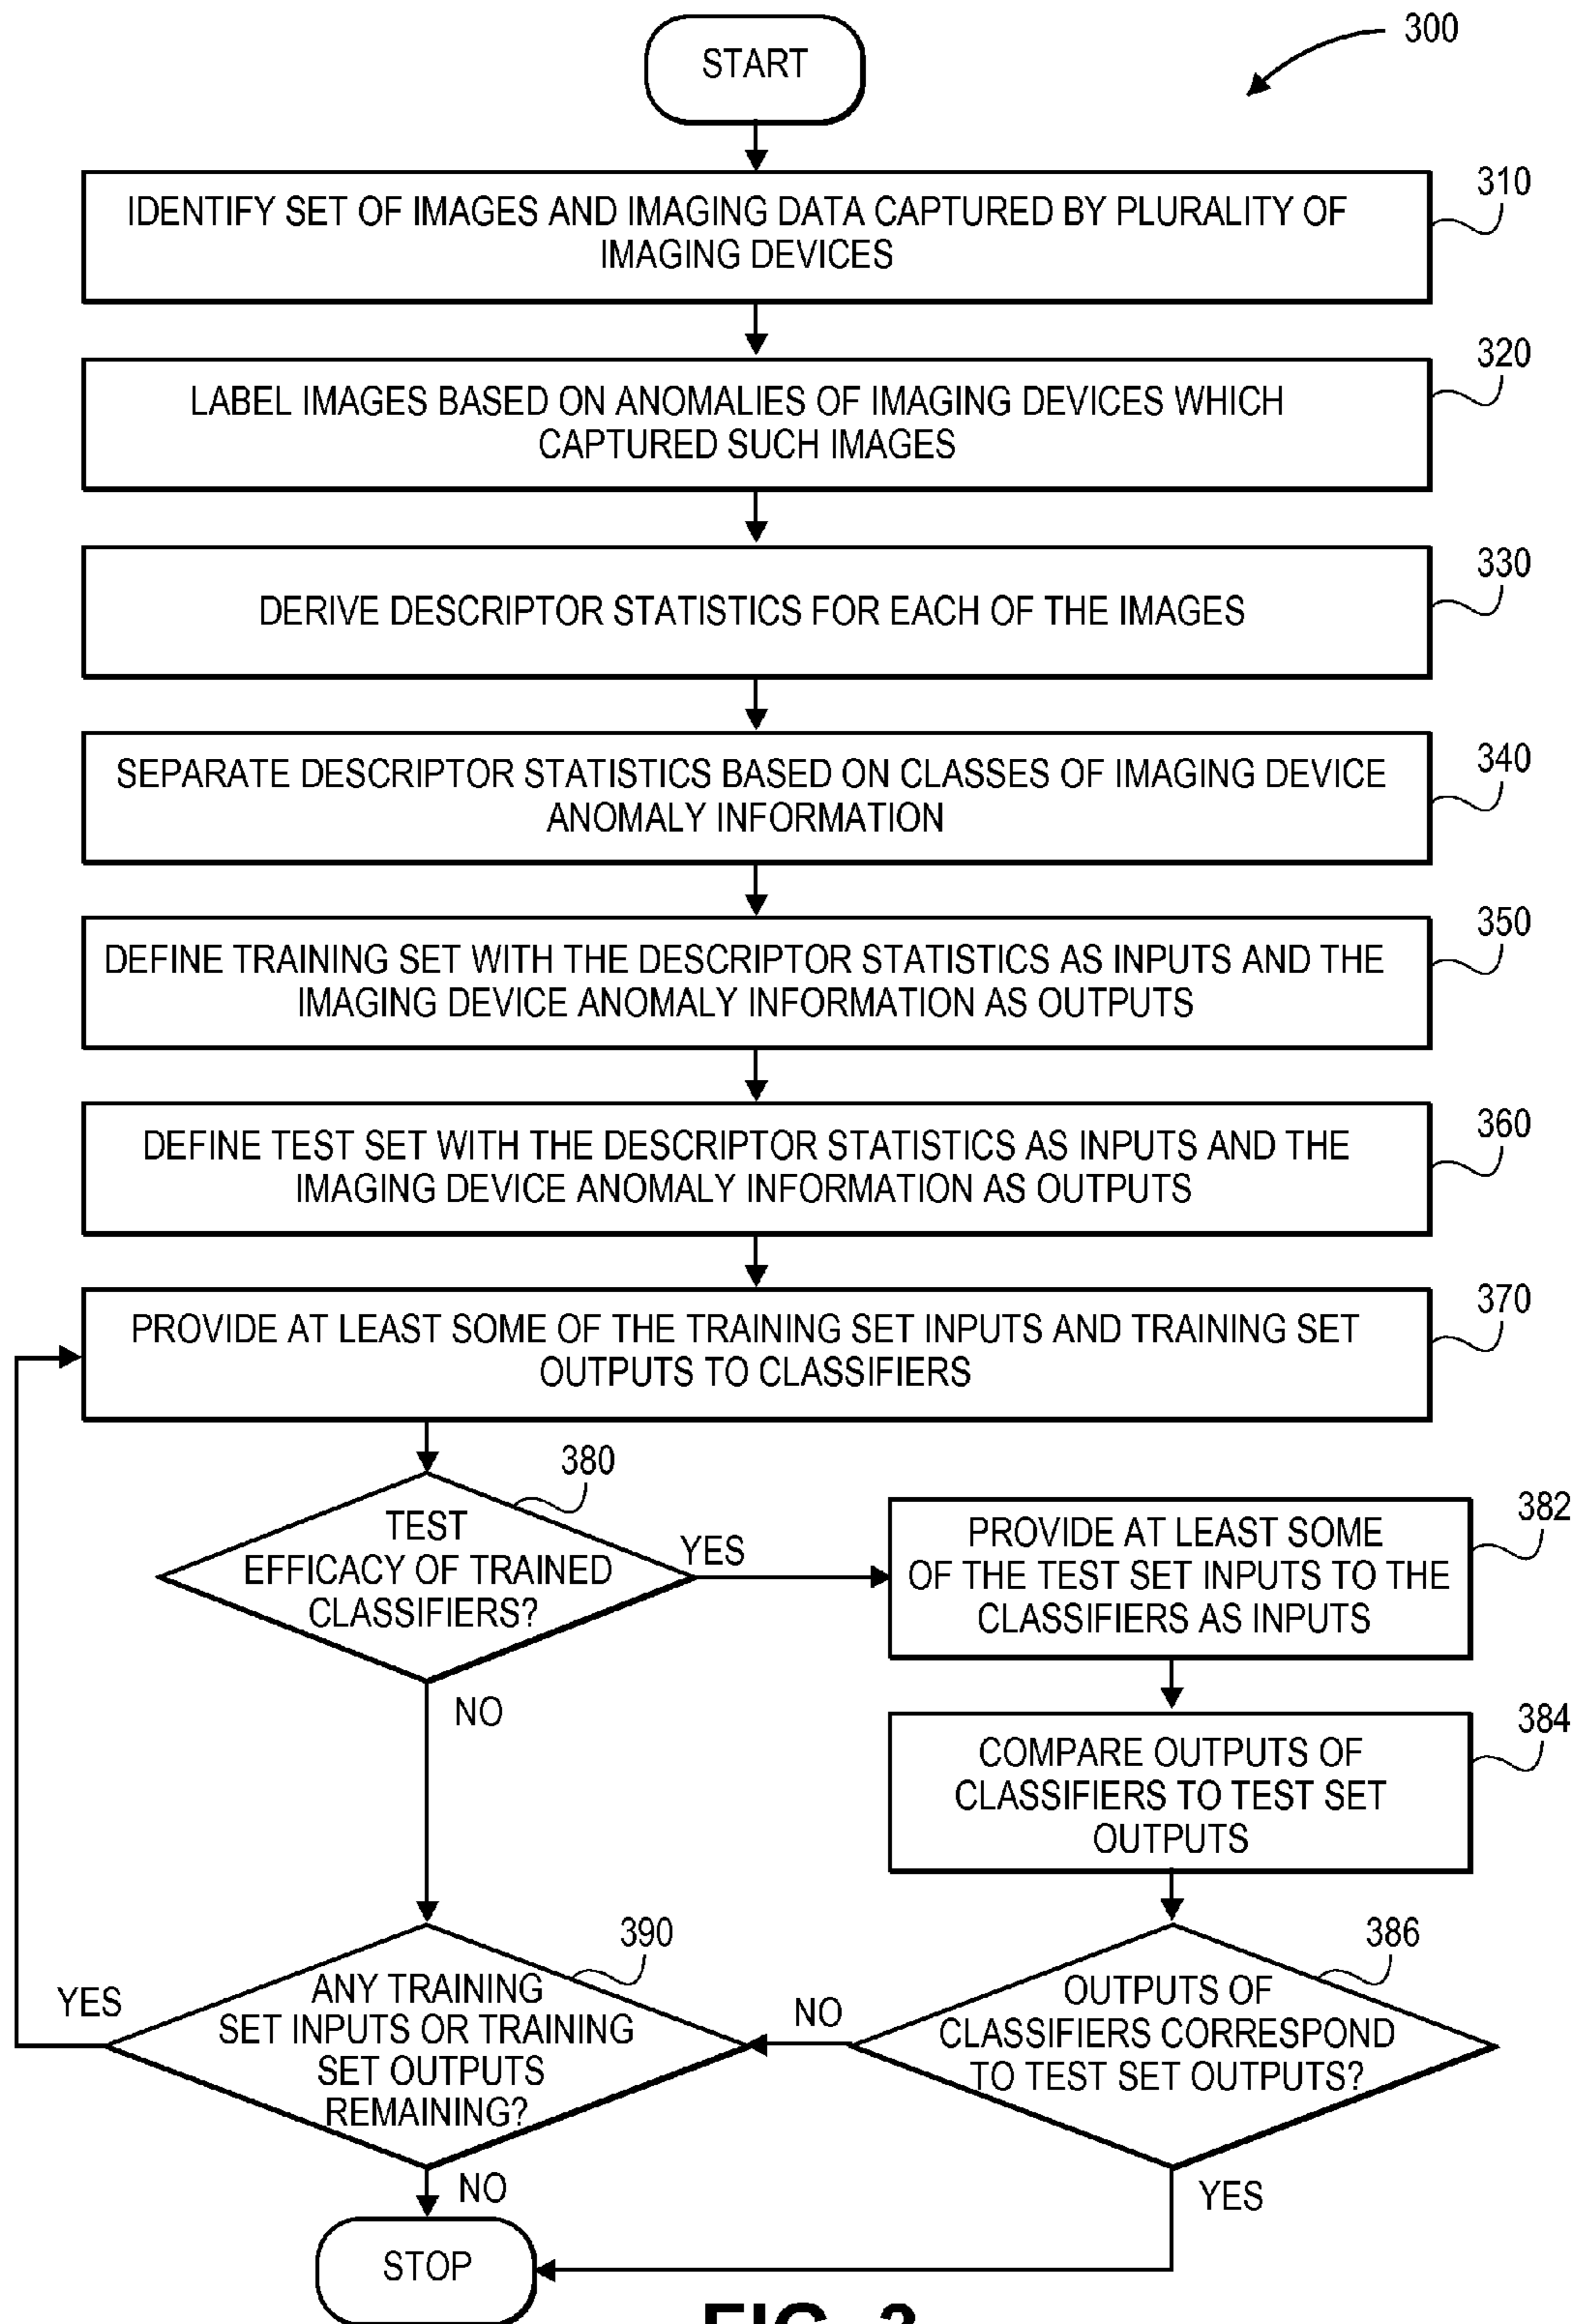 300
START
310
IDENTIFY SET OF IMAGES AND IMAGING DATA CAPTURED BY PLURALITY OF
IMAGING DEVICES
320
LABEL IMAGES BASED ON ANOMALIES OF IMAGING DEVICES WHICH
CAPTURED SUCH IMAGES
330
DERIVE DESCRIPTOR STATISTICS FOR EACH OF THE IMAGES
340
SEPARATE DESCRIPTOR STATISTICS BASED ON CLASSES OF IMAGING DEVICE
ANOMALY INFORMATION
350
DEFINE TRAINING SET WITH THE DESCRIPTOR STATISTICS AS INPUTS AND THE
IMAGING DEVICE ANOMALY INFORMATION AS OUTPUTS
360
DEFINE TEST SET WITH THE DESCRIPTOR STATISTICS AS INPUTS AND THE
IMAGING DEVICE ANOMALY INFORMATION AS OUTPUTS
370
PROVIDE AT LEAST SOME OF THE TRAINING SET INPUTS AND TRAINING SET
OUTPUTS TO CLASSIFIERS
380
TEST
EFFICACY OF TRAINED
CLASSIFIERS?
YES
NO
382
PROVIDE AT LEAST SOME
OF THE TEST SET INPUTS TO THE
CLASSIFIERS AS INPUTS
384
COMPARE OUTPUTS OF
CLASSIFIERS TO TEST SET
OUTPUTS
386
OUTPUTS OF
CLASSIFIERS CORRESPOND
TO TEST SET OUTPUTS?
NO
YES
390
ANY TRAINING
SET INPUTS OR TRAINING
SET OUTPUTS
REMAINING?
YES
NO
STOP